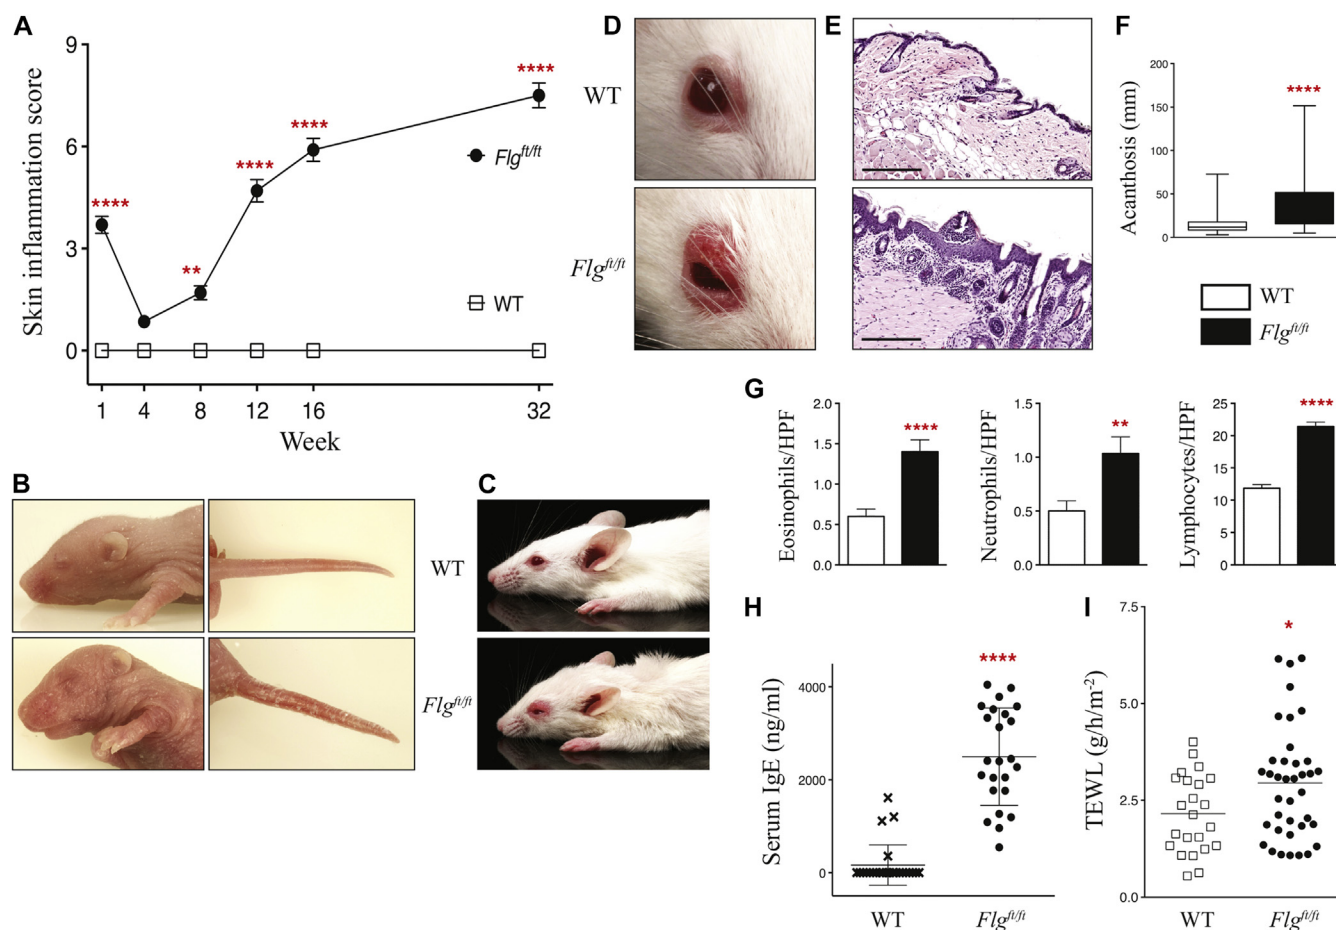 A
Skin inflammation score
9
6
3
0
****
**
****
****
****
Flg^ft/ft
WT
1 4 8 12 16 32
Week
B
C
WT
Flg^ft/ft
D
E
WT
Flg^ft/ft
F
Acanthosis (mm)
200
150
100
50
0
****
WT
Flg^ft/ft
G
Eosinophils/HPF
2.0
1.5
1.0
0.5
0.0
****
Neutrophils/HPF
1.5
1.0
0.5
0.0
**
Lymphocytes/HPF
25
20
15
10
5
0
****
H
Serum IgE (ng/ml)
4000
2000
0
****
WT Flg^ft/ft
I
TEWL (g/h/m⁻²)
7.5
5.0
2.5
0.0
*
WT Flg^ft/ft